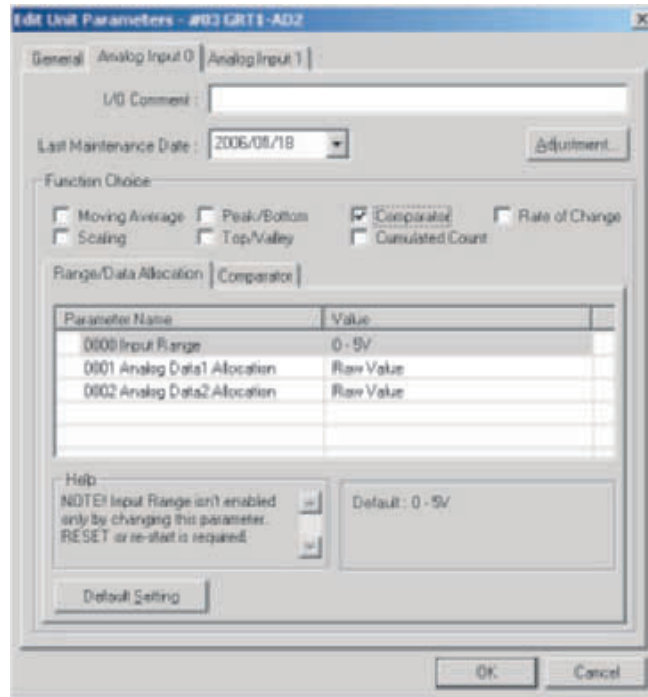 Edit Unit Parameters - #03 GRT1-AD2
General Analog Input 0 Analog Input 1
I/O Comment :
Last Maintenance Date : 2006/01/18 Adjustment...
Function Choice
Moving Average Peak/Bottom Comparator Rate of Change
Scaling Top/Valley Cumulated Count
Range/Data Allocation Comparator
Parameter Name Value
0000 Input Range 0 - 5V
0001 Analog Data1 Allocation Raw Value
0002 Analog Data2 Allocation Raw Value
Help
NOTE! Input Range isn't enabled
only by changing this parameter.
RESET or re-start is required.
Default : 0 - 5V
Default Setting
OK Cancel